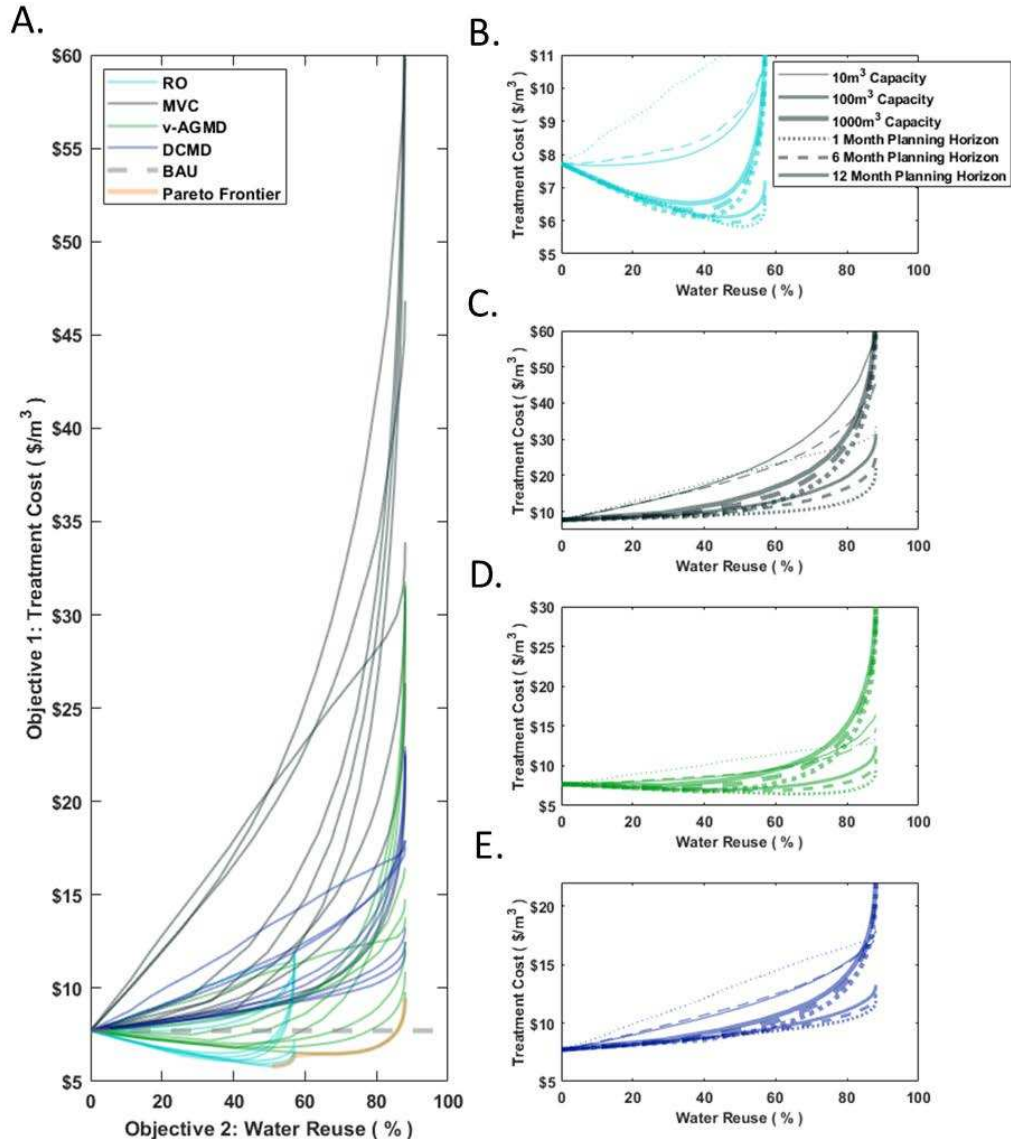 A.
$60
$55
$50
$45
$40
$35
$30
$25
$20
$15
$10
$5
Objective 1: Treatment Cost ( $/m³ )
RO
MVC
v-AGMD
DCMD
BAU
Pareto Frontier
0 20 40 60 80 100
Objective 2: Water Reuse ( % )
B.
$11
$10
$9
$8
$7
$6
$5
Treatment Cost ( $/m³ )
10m³ Capacity
100m³ Capacity
1000m³ Capacity
1 Month Planning Horizon
6 Month Planning Horizon
12 Month Planning Horizon
0 20 40 60 80 100
Water Reuse ( % )
C.
$60
$50
$40
$30
$20
$10
Treatment Cost ( $/m³ )
0 20 40 60 80 100
Water Reuse ( % )
D.
$30
$25
$20
$15
$10
$5
Treatment Cost ( $/m³ )
0 20 40 60 80 100
Water Reuse ( % )
E.
$20
$15
$10
$5
Treatment Cost ( $/m³ )
0 20 40 60 80 100
Water Reuse ( % )